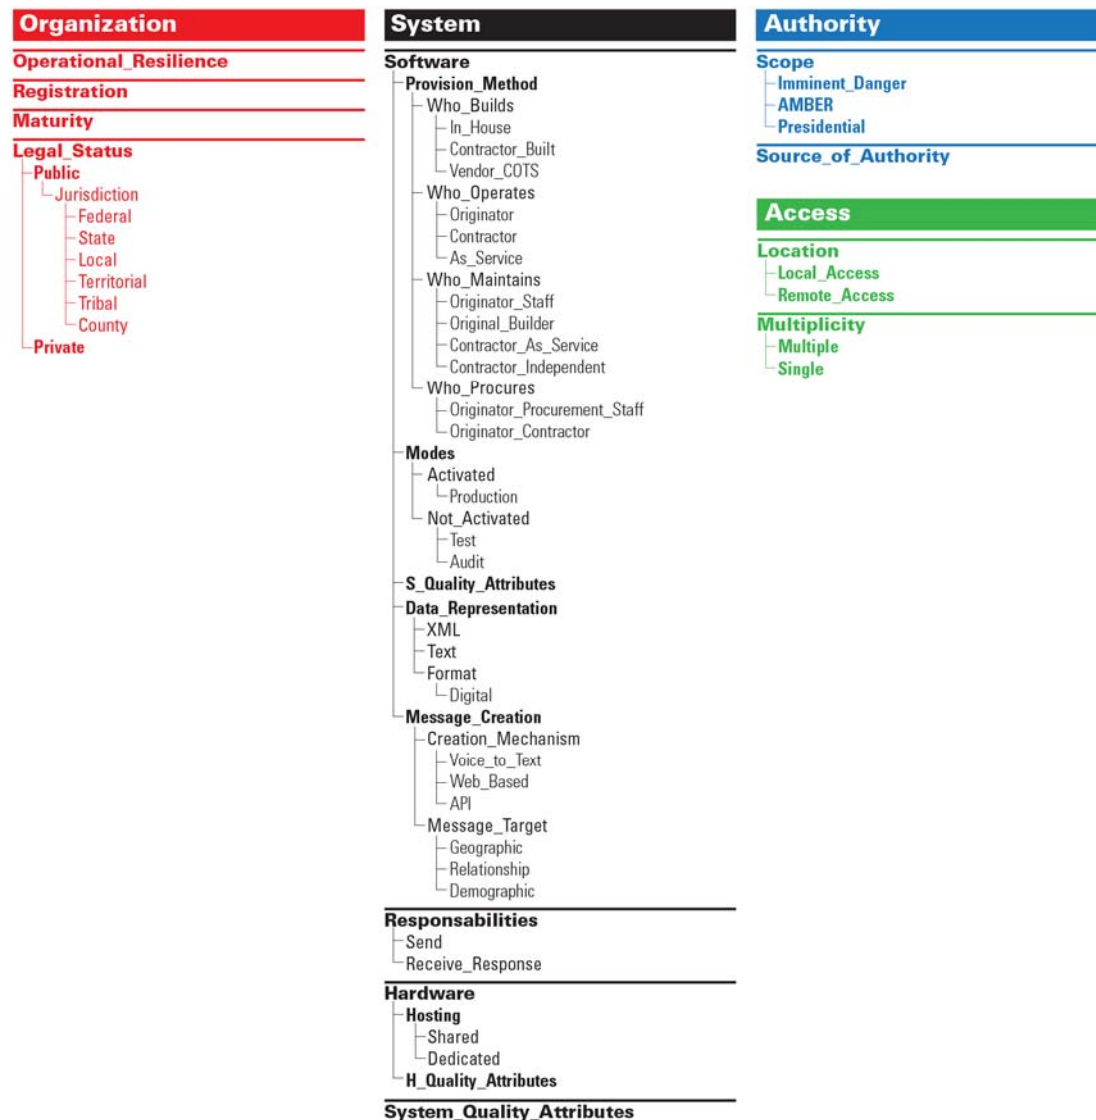 Organization
Operational_Resilience
Registration
Maturity
Legal_Status
Public
Jurisdiction
Federal
State
Local
Territorial
Tribal
County
Private
System
Software
Provision_Method
Who_Builds
In_House
Contractor_Built
Vendor_COTS
Who_Operates
Originator
Contractor
As_Service
Who_Maintains
Originator_Staff
Original_Builder
Contractor_As_Service
Contractor_Independent
Who_Procures
Originator_Procurement_Staff
Originator_Contractor
Modes
Activated
Production
Not_Activated
Test
Audit
S_Quality_Attributes
Data_Representation
XML
Text
Format
Digital
Message_Creation
Creation_Mechanism
Voice_to_Text
Web_Based
API
Message_Target
Geographic
Relationship
Demographic
Responsabilities
Send
Receive_Response
Hardware
Hosting
Shared
Dedicated
H_Quality_Attributes
System_Quality_Attributes
Authority
Scope
Imminent_Danger
AMBER
Presidential
Source_of_Authority
Access
Location
Local_Access
Remote_Access
Multiplicity
Multiple
Single